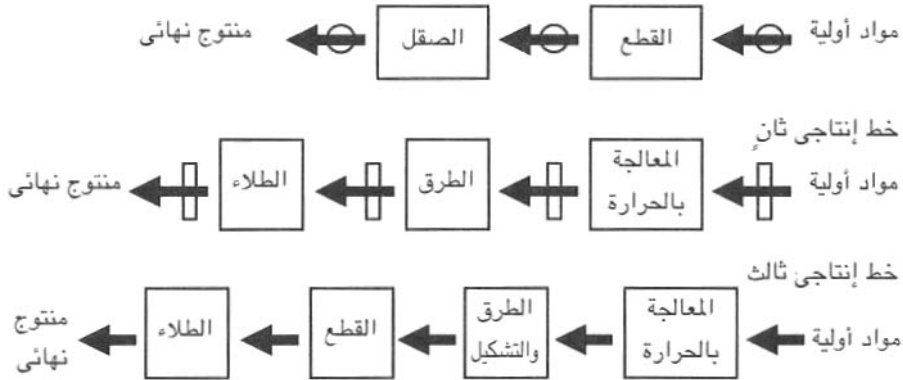 مواد أولية
القطع
الصقل
منتوج نهائى
خط إنتاجى ثانٍ
مواد أولية
المعالجة
بالحرارة
الطرق
الطلاء
منتوج نهائى
خط إنتاجى ثالث
مواد أولية
المعالجة
بالحرارة
الطرق
والتشكيل
القطع
الطلاء
منتوج
نهائى